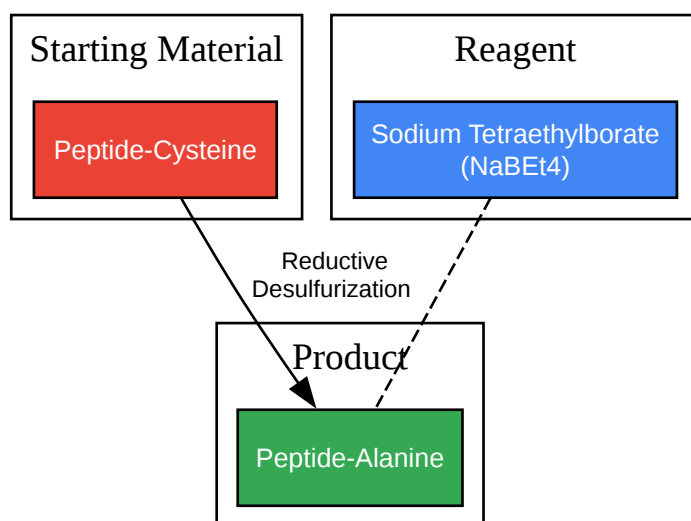 Starting Material
Reagent
Peptide-Cysteine
Sodium Tetraethylborate
(NaBEt4)
Reductive
Desulfurization
Product
Peptide-Alanine